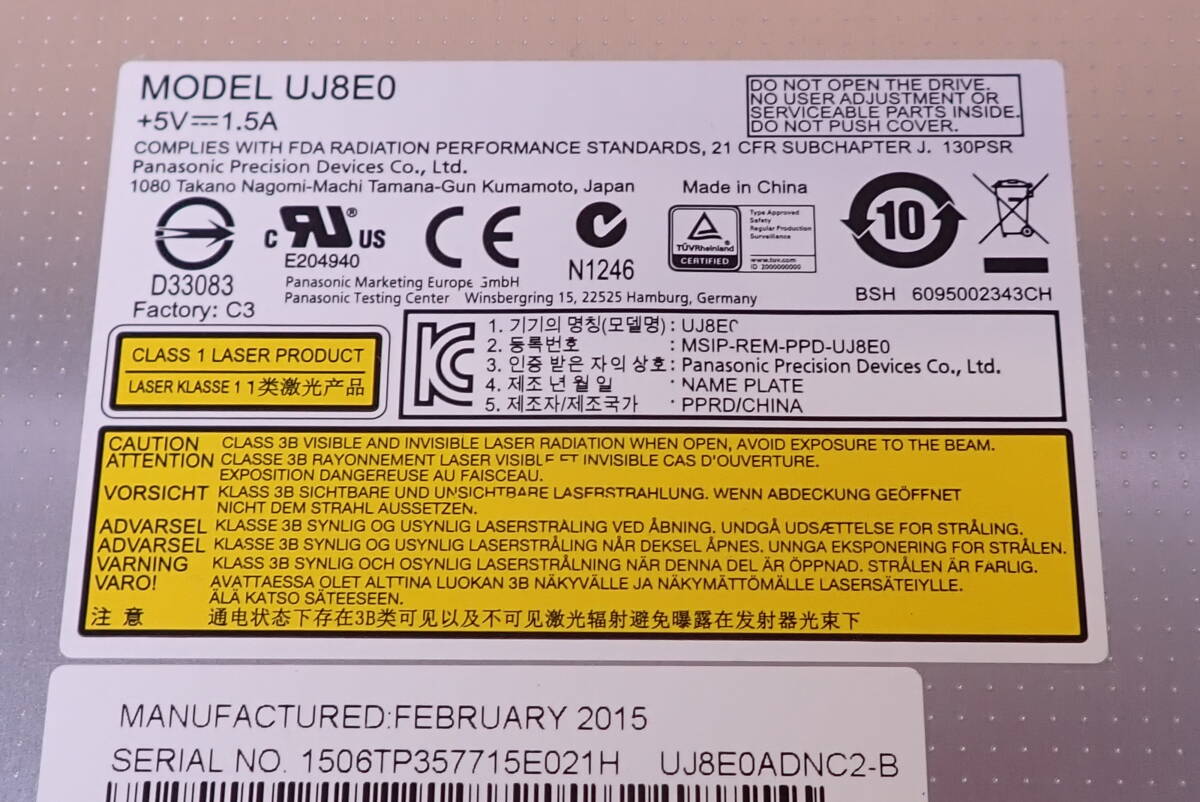 MODEL UJ8E0
+5V⎓1.5A
DO NOT OPEN THE DRIVE.
NO USER ADJUSTMENT OR
SERVICEABLE PARTS INSIDE.
DO NOT PUSH COVER.
COMPLIES WITH FDA RADIATION PERFORMANCE STANDARDS, 21 CFR SUBCHAPTER J. 130PSR
Panasonic Precision Devices Co., Ltd.
1080 Takano Nagomi-Machi Tamana-Gun Kumamoto, Japan Made in China
D33083
Factory: C3
c RU® US
E204940
CE
N1246
TÜVRheinland
CERTIFIED
Type Approved
Safety
Regular Production
Surveillance
www.tuv.com
ID 2000000000
10
Panasonic Marketing Europe GmbH
Panasonic Testing Center Winsbergring 15, 22525 Hamburg, Germany
BSH 6095002343CH
CLASS 1 LASER PRODUCT
LASER KLASSE 1 1类激光产品
1. 기기의 명칭(모델명) : UJ8E0
2. 등록번호 : MSIP-REM-PPD-UJ8E0
3. 인증 받은 자의 상호 : Panasonic Precision Devices Co., Ltd.
4. 제조 년 월 일 : NAME PLATE
5. 제조자/제조국가 : PPRD/CHINA
CAUTION CLASS 3B VISIBLE AND INVISIBLE LASER RADIATION WHEN OPEN, AVOID EXPOSURE TO THE BEAM.
ATTENTION CLASSE 3B RAYONNEMENT LASER VISIBLE ET INVISIBLE CAS D'OUVERTURE.
EXPOSITION DANGEREUSE AU FAISCEAU.
VORSICHT KLASS 3B SICHTBARE UND UNSICHTBARE LASERSTRAHLUNG. WENN ABDECKUNG GEÖFFNET
NICHT DEM STRAHL AUSSETZEN.
ADVARSEL KLASSE 3B SYNLIG OG USYNLIG LASERSTRÅLING VED ÅBNING. UNDGÅ UDSÆTTELSE FOR STRÅLING.
ADVARSEL KLASSE 3B SYNLIG OG USYNLIG LASERSTRÅLING NÅR DEKSEL ÅPNES. UNNGA EKSPONERING FOR STRÅLEN.
VARNING KLASS 3B SYNLIG OCH OSYNLIG LASERSTRÅLNING NÄR DENNA DEL ÄR ÖPPNAD. STRÅLEN ÄR FARLIG.
VARO! AVATTAESSA OLET ALTTINA LUOKAN 3B NÄKYVÄLLE JA NÄKYMÄTTÖMÄLLE LASERSÄTEIYLLE.
ÄLÄ KATSO SÄTEESEEN.
注意 通电状态下存在3B类可见以及不可见激光辐射避免曝露在发射器光束下
MANUFACTURED:FEBRUARY 2015
SERIAL NO. 1506TP357715E021H UJ8E0ADNC2-B